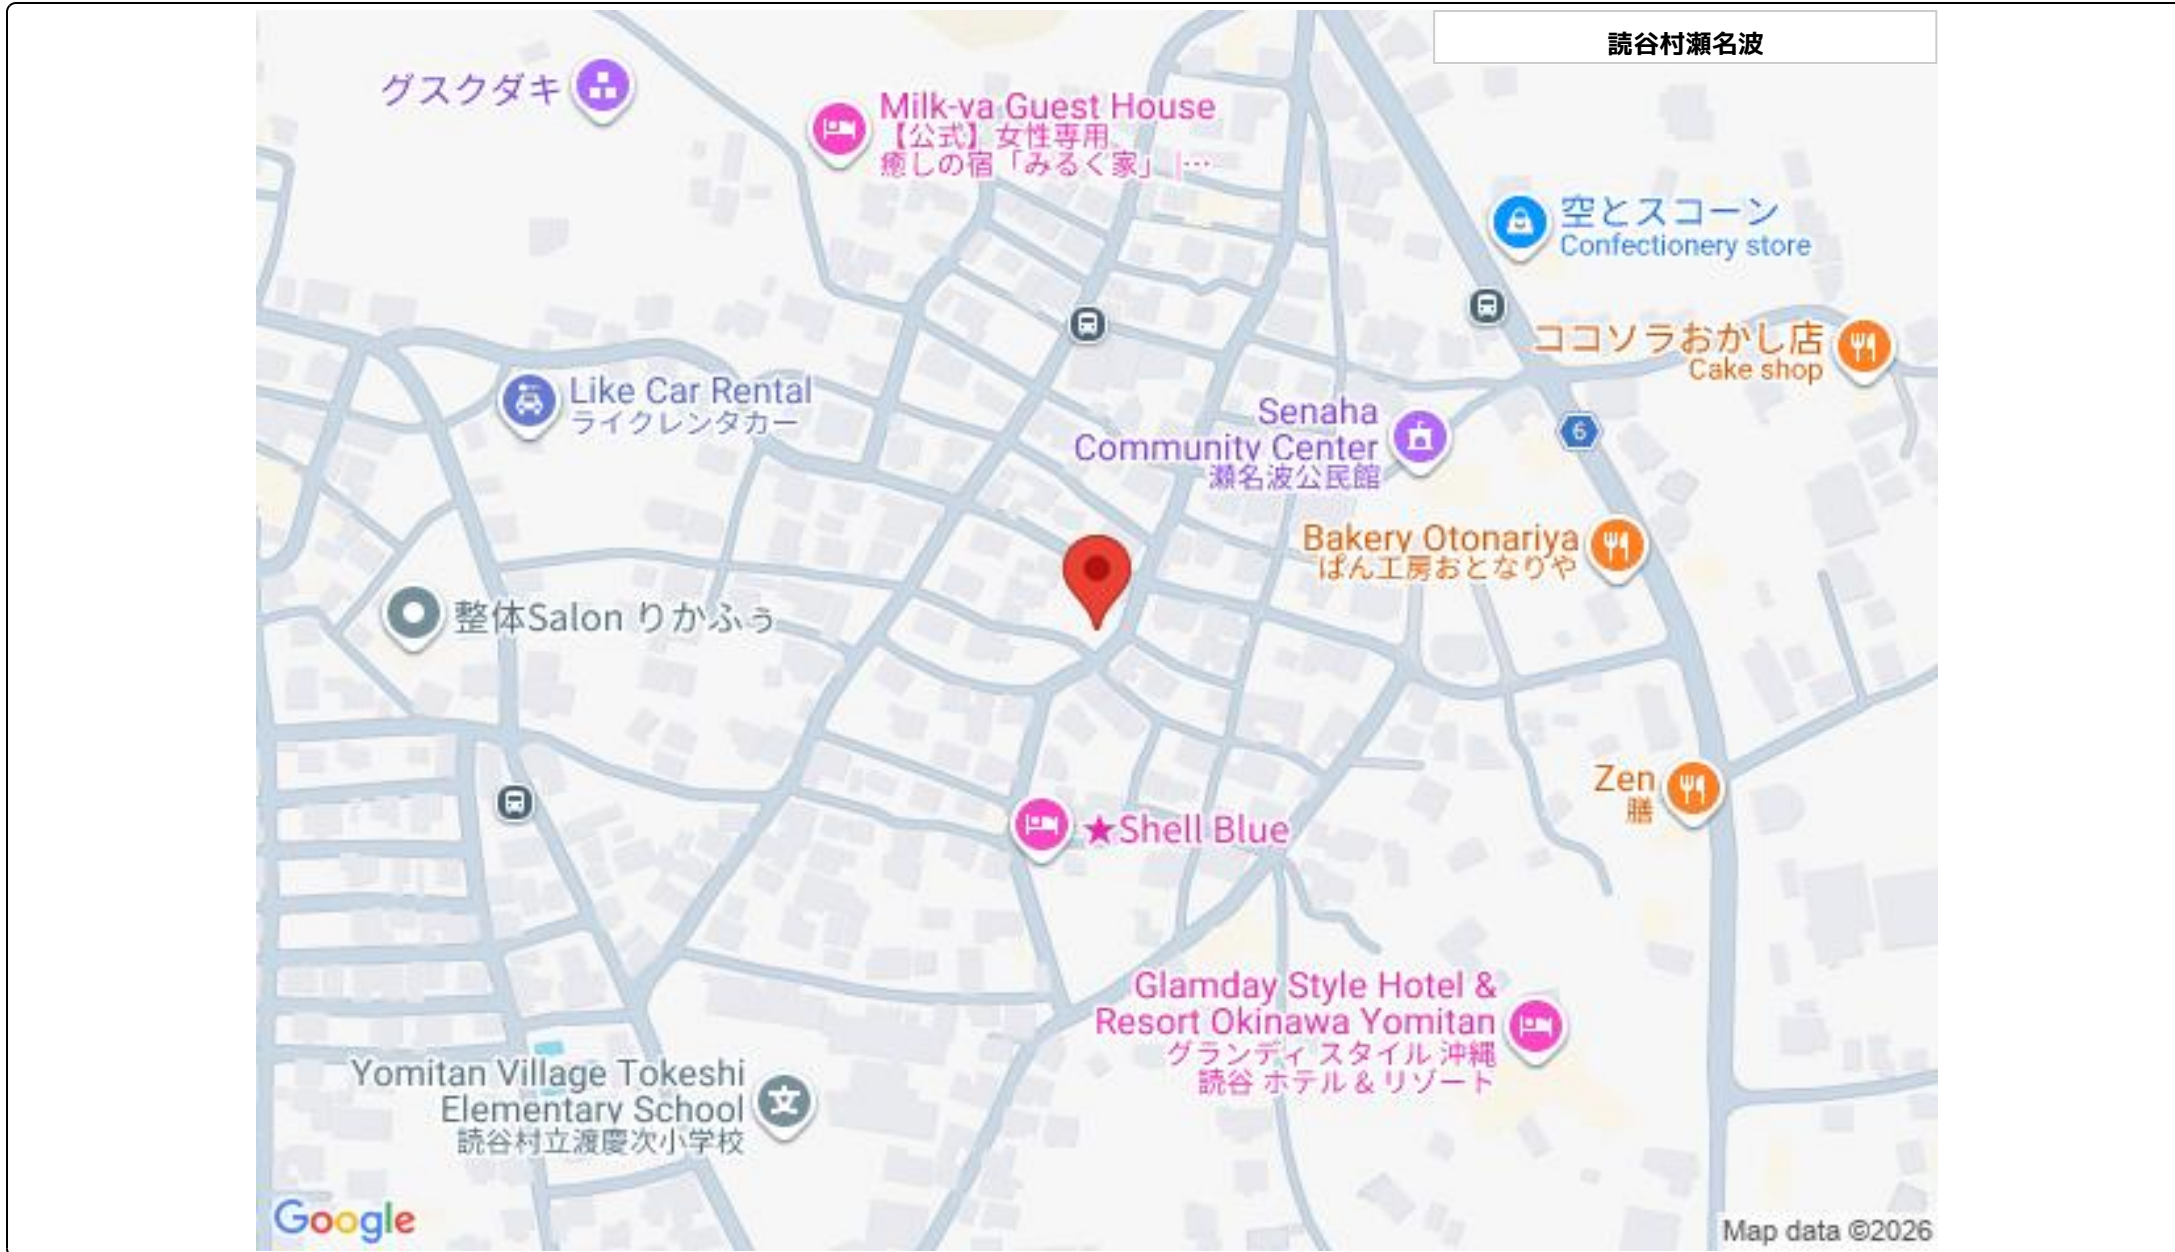 読谷村瀬名波
グスクダキ
Milk-ya Guest House
【公式】女性専用
癒しの宿「みるぐ家」|…
空とスコーン
Confectionery store
ココソラおかし店
Cake shop
Like Car Rental
ライクレンタカー
Senaha
Community Center
瀬名波公民館
6
Bakery Otonariya
ぱん工房おとなりや
整体Salon りかふぅ
Zen
膳
★Shell Blue
Glamday Style Hotel &
Resort Okinawa Yomitan
グランディ スタイル 沖縄
読谷 ホテル & リゾート
Yomitan Village Tokeshi
Elementary School
読谷村立渡慶次小学校
文
Google
Map data ©2026